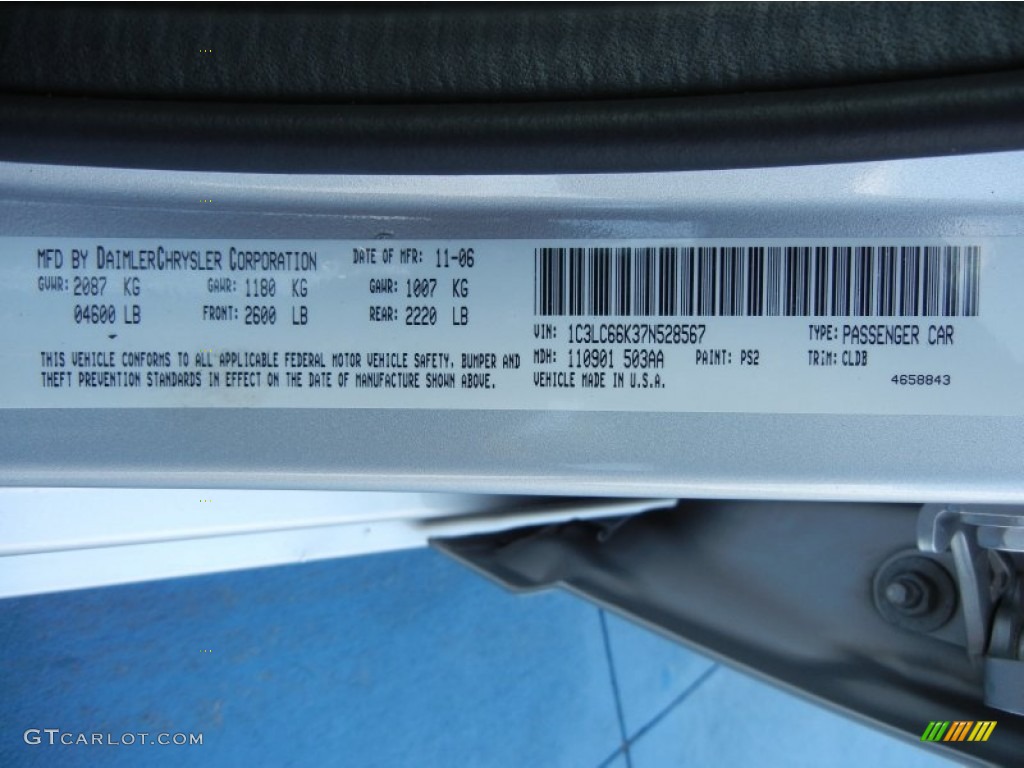 MFD BY DAIMLERCHRYSLER CORPORATION DATE OF MFR: 11-06
GVWR: 2087 KG GAWR: 1180 KG GAWR: 1007 KG
04600 LB FRONT: 2600 LB REAR: 2220 LB
THIS VEHICLE CONFORMS TO ALL APPLICABLE FEDERAL MOTOR VEHICLE SAFETY, BUMPER AND
THEFT PREVENTION STANDARDS IN EFFECT ON THE DATE OF MANUFACTURE SHOWN ABOVE.
VIN: 1C3LC66K37N528567 TYPE: PASSENGER CAR
MDH: 110901 503AA PAINT: PS2 TRIM: CLDB
VEHICLE MADE IN U.S.A. 4658843
GTCARLOT.COM